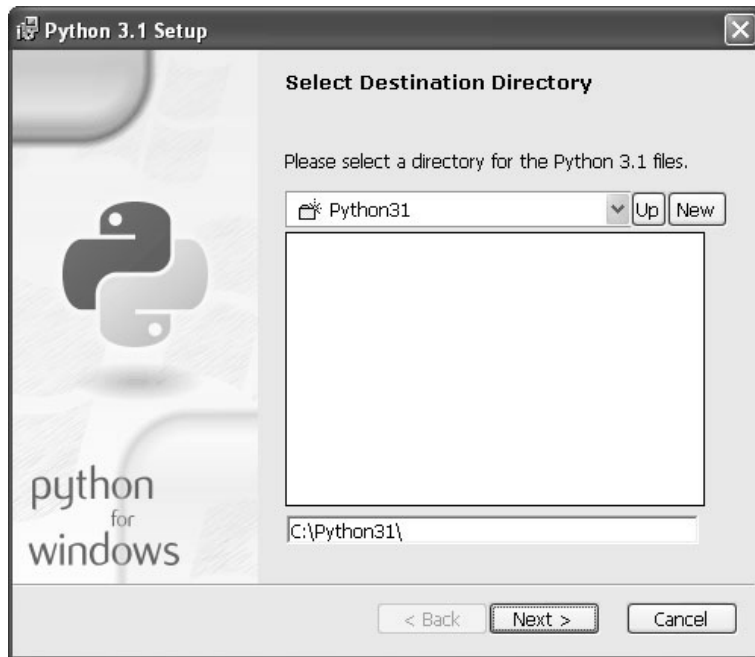 Python 3.1 Setup
Select Destination Directory
Please select a directory for the Python 3.1 files.
Python31
Up
New
C:\Python31\
python
for
windows
< Back
Next >
Cancel